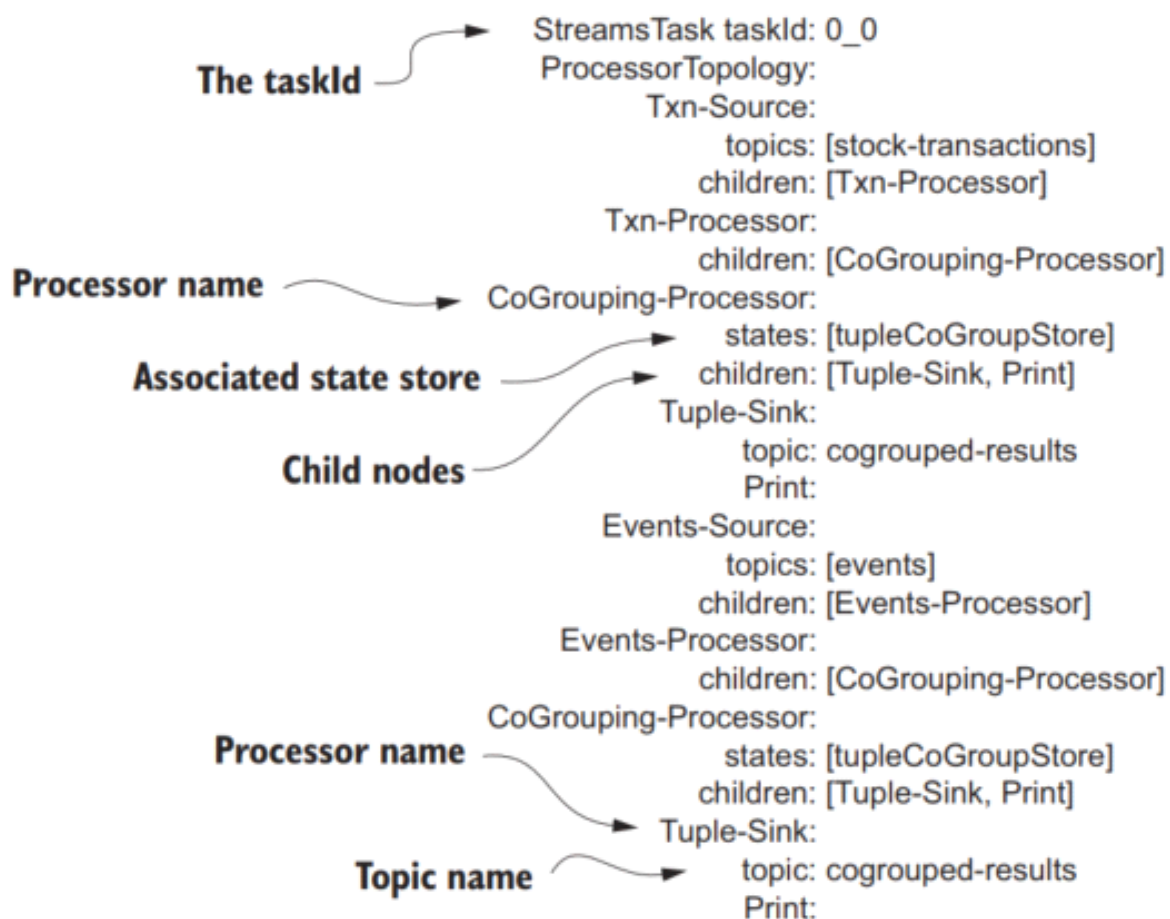 StreamsTask taskId: 0_0
The taskId
ProcessorTopology:
Txn-Source:
topics: [stock-transactions]
children: [Txn-Processor]
Txn-Processor:
children: [CoGrouping-Processor]
Processor name
CoGrouping-Processor:
states: [tupleCoGroupStore]
Associated state store
children: [Tuple-Sink, Print]
Tuple-Sink:
topic: cogrouped-results
Child nodes
Print:
Events-Source:
topics: [events]
children: [Events-Processor]
Events-Processor:
children: [CoGrouping-Processor]
CoGrouping-Processor:
Processor name
states: [tupleCoGroupStore]
children: [Tuple-Sink, Print]
Tuple-Sink:
Topic name
topic: cogrouped-results
Print: